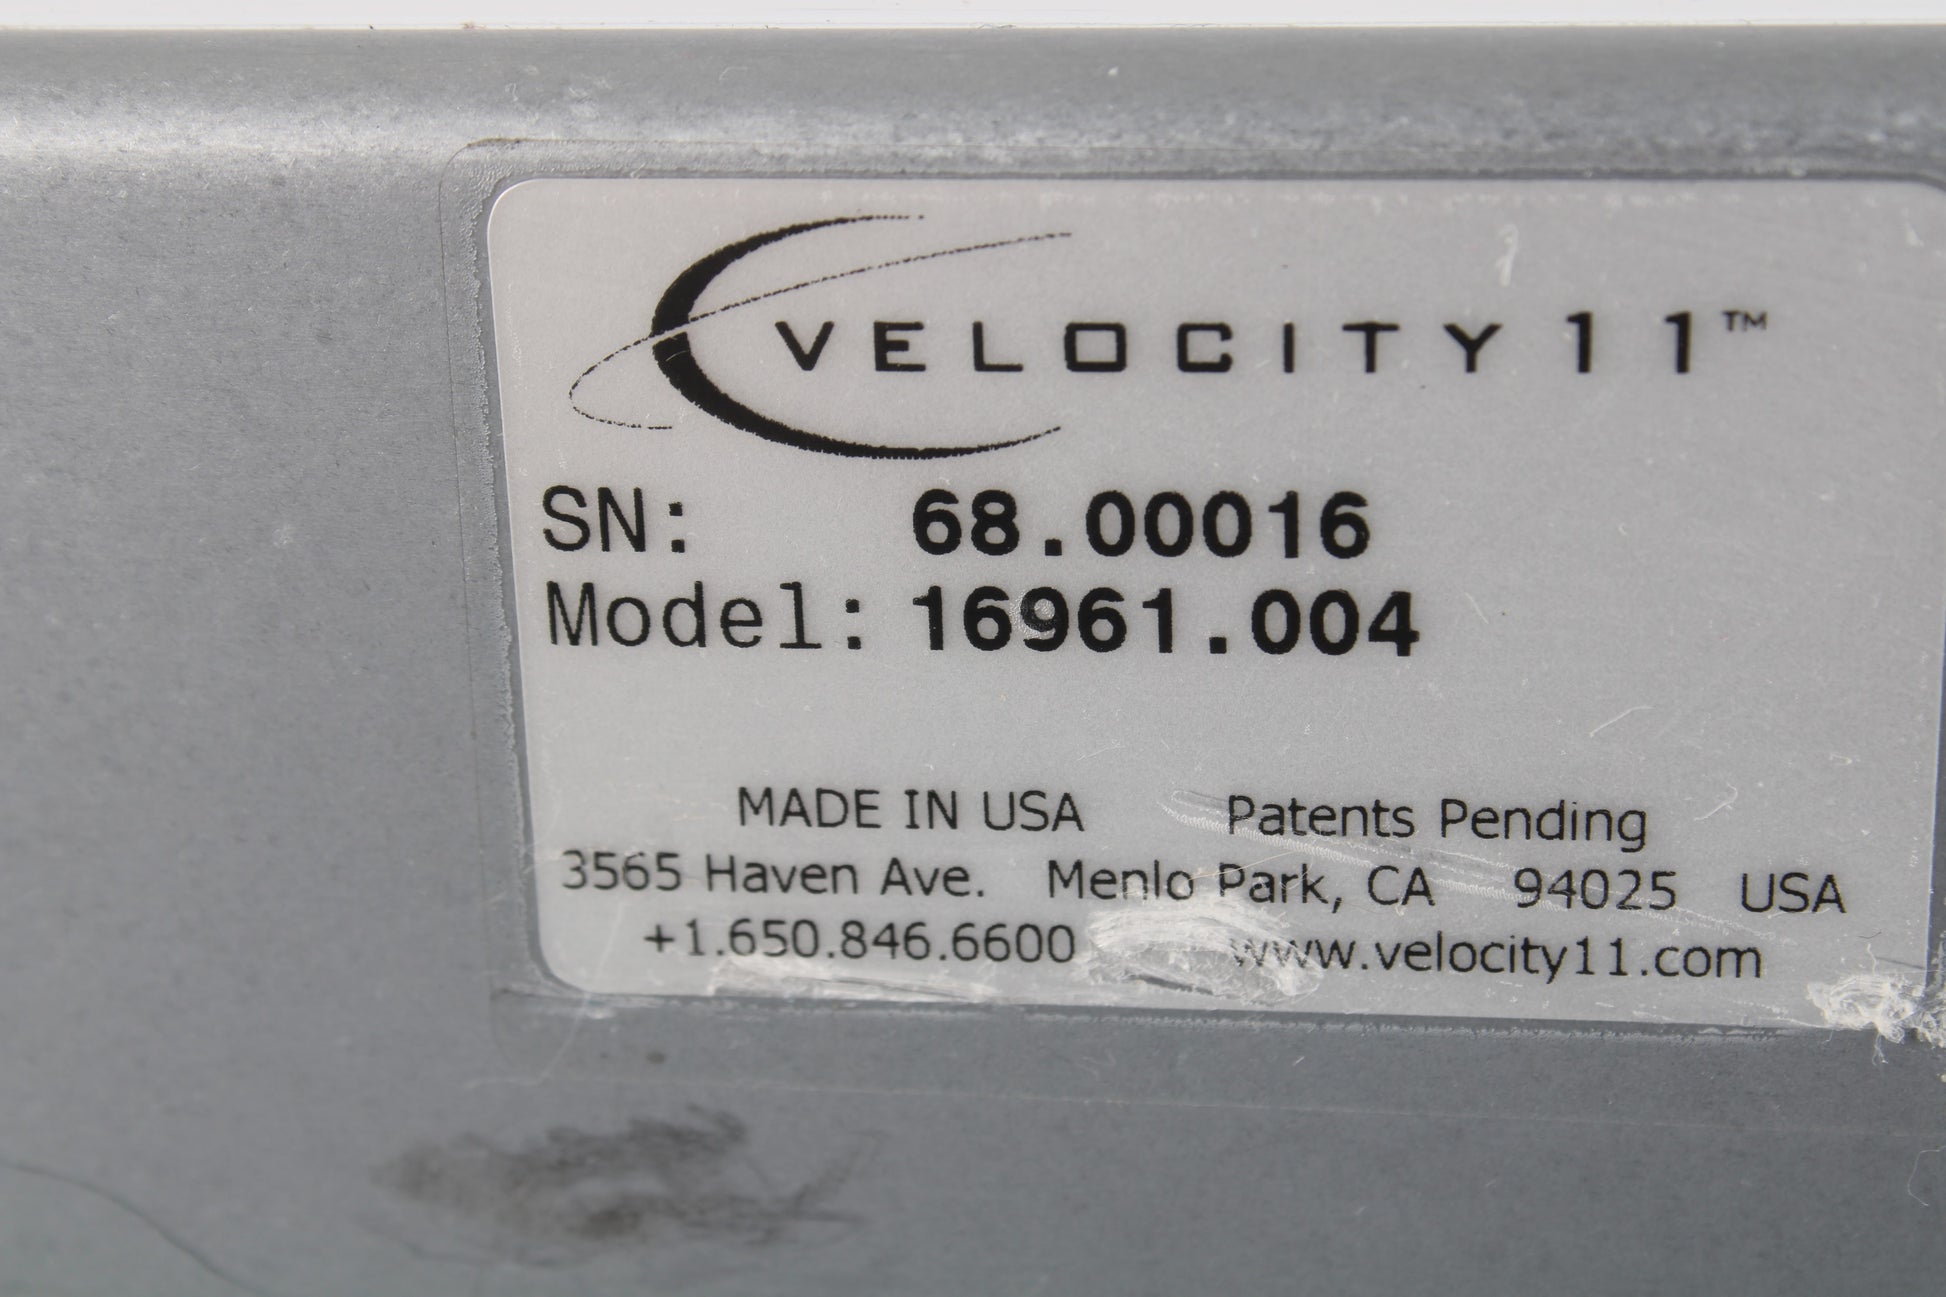 VELOCITY11™
SN: 68.00016
Model: 16961.004
MADE IN USA Patents Pending
3565 Haven Ave. Menlo Park, CA 94025 USA
+1.650.846.6600 www.velocity11.com